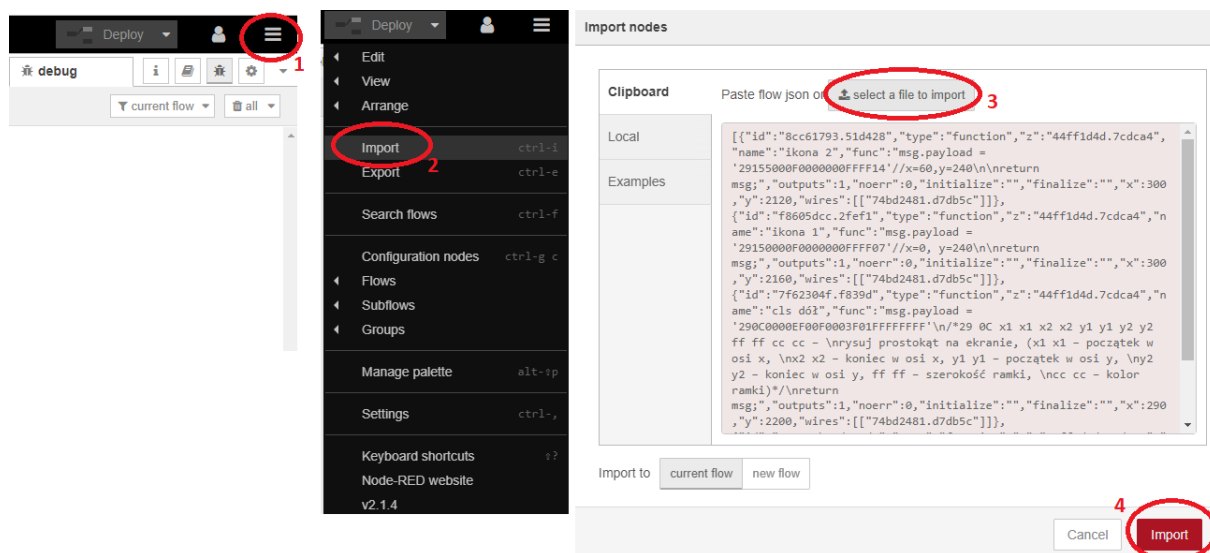 Deploy
1
debug
i
current flow
all
Deploy
Edit
View
Arrange
Import ctrl-i
2
Export ctrl-e
Search flows ctrl-f
Configuration nodes ctrl-g c
Flows
Subflows
Groups
Manage palette alt-⇧p
Settings ctrl-,
Keyboard shortcuts ⇧?
Node-RED website
v2.1.4
Import nodes
Clipboard
Local
Examples
Paste flow json or select a file to import
3
[{"id":"8cc61793.51d428","type":"function","z":"44ff1d4d.7cdca4",
"name":"ikona 2","func":"msg.payload =
'29155000F0000000FFFF14'//x=60,y=240\n\nreturn
msg;","outputs":1,"noerr":0,"initialize":"","finalize":"","x":300
,"y":2120,"wires":[["74bd2481.d7db5c"]]},
{"id":"f8605dcc.2fef1","type":"function","z":"44ff1d4d.7cdca4","n
ame":"ikona 1","func":"msg.payload =
'29150000F0000000FFFF07'//x=0, y=240\n\nreturn
msg;","outputs":1,"noerr":0,"initialize":"","finalize":"","x":300
,"y":2160,"wires":[["74bd2481.d7db5c"]]},
{"id":"7f62304f.f839d","type":"function","z":"44ff1d4d.7cdca4","n
ame":"cls dół","func":"msg.payload =
'290C0000EF00F0003F01FFFFFFFF'\n/*29 0C x1 x1 x2 x2 y1 y1 y2 y2
ff ff cc cc – \nrysuj prostokąt na ekranie, (x1 x1 – początek w
osi x, \nx2 x2 – koniec w osi x, y1 y1 – początek w osi y, \ny2
y2 – koniec w osi y, ff ff – szerokość ramki, \ncc cc – kolor
ramki)*/\nreturn
msg;","outputs":1,"noerr":0,"initialize":"","finalize":"","x":290
,"y":2200,"wires":[["74bd2481.d7db5c"]]},
Import to current flow new flow
4
Cancel Import